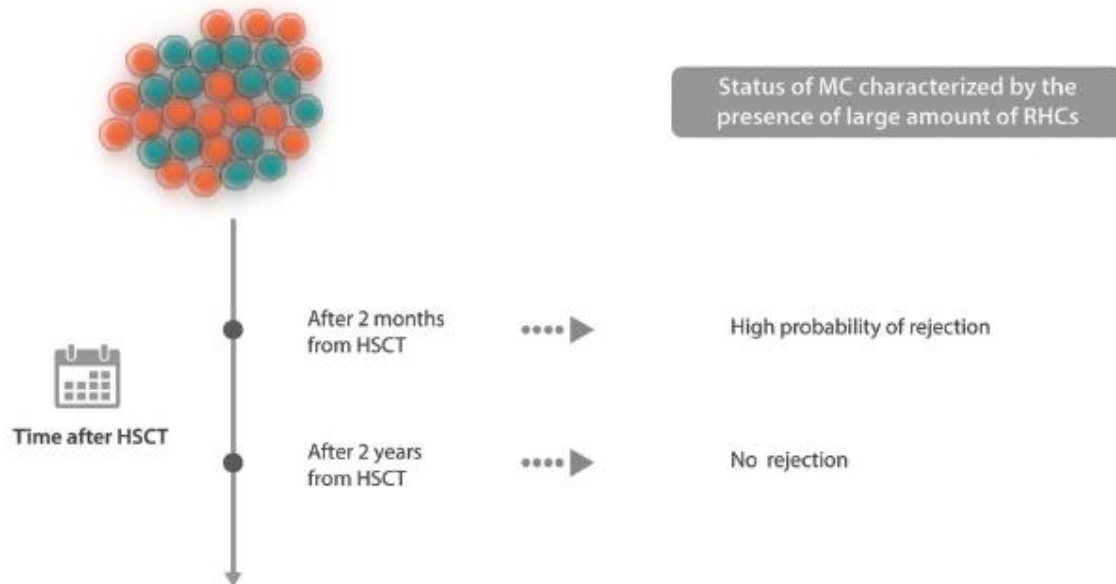 Status of MC characterized by the
presence of large amount of RHCs
After 2 months
from HSCT
High probability of rejection
Time after HSCT
After 2 years
from HSCT
No rejection